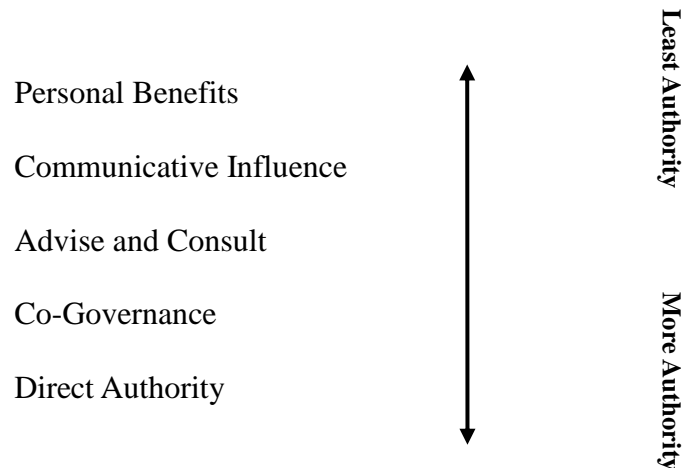 Personal Benefits
Communicative Influence
Advise and Consult
Co-Governance
Direct Authority
Least Authority
More Authority